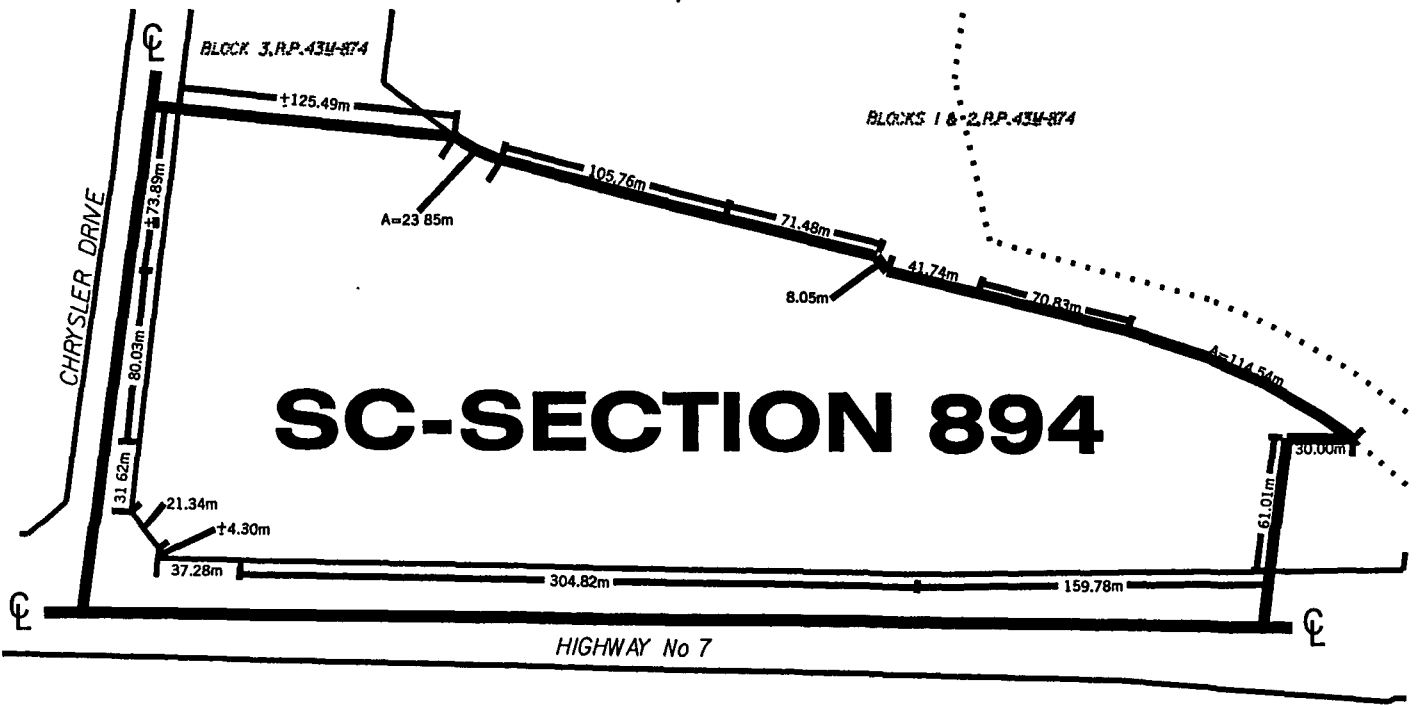 ℄
BLOCK 3,R.P.43M-874
±125.49m
BLOCKS 1 & 2,R.P.43M-874
±73.89m
105.76m
A=23 85m
71.48m
CHRYSLER DRIVE
8.05m
41.74m
70.83m
80.03m
A=114.54m
SC-SECTION 894
30.00m
31 62m
21.34m
61.01m
±4.30m
37.28m
304.82m
159.78m
℄
℄
HIGHWAY No 7